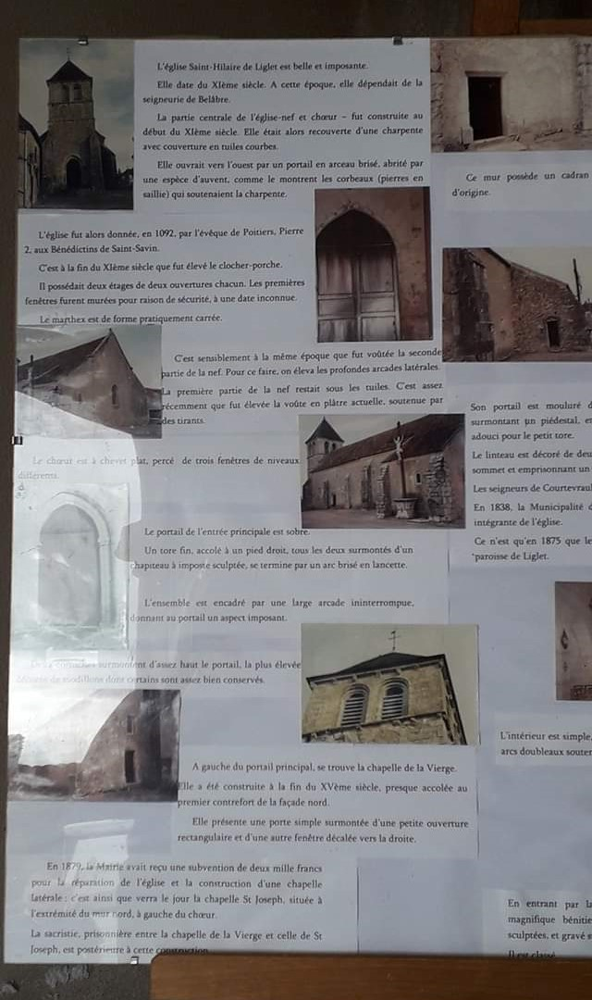 L'église Saint-Hilaire de Liglet est belle et imposante.
Elle date du XIème siècle. A cette époque, elle dépendait de la
seigneurie de Belâbre.
La partie centrale de l'église-nef et chœur – fut construite au
début du XIème siècle. Elle était alors recouverte d'une charpente
avec couverture en tuiles courbes.
Elle ouvrait vers l'ouest par un portail en arceau brisé, abrité par
une espèce d'auvent, comme le montrent les corbeaux (pierres en
saillie) qui soutenaient la charpente.
L'église fut alors donnée, en 1092, par l'évêque de Poitiers, Pierre
2, aux Bénédictins de Saint-Savin.
C'est à la fin du XIème siècle que fut élevé le clocher-porche.
Il possédait deux étages de deux ouvertures chacun. Les premières
fenêtres furent murées pour raison de sécurité, à une date inconnue.
Le marthex est de forme pratiquement carrée.
C'est sensiblement à la même époque que fut voûtée la seconde
partie de la nef. Pour ce faire, on éleva les profondes arcades latérales.
La première partie de la nef restait sous les tuiles. C'est assez
récemment que fut élevée la voûte en plâtre actuelle, soutenue par
des tirants.
Le chœur est à chevet plat, percé de trois fenêtres de niveaux
différents.
Le portail de l'entrée principale est sobre.
Un tore fin, accolé à un pied droit, tous les deux surmontés d'un
chapiteau à imposte sculptée, se termine par un arc brisé en lancette.
L'ensemble est encadré par une large arcade ininterrompue,
donnant au portail un aspect imposant.
corniches surmontent d'assez haut le portail, la plus élevée
de modillons dont certains sont assez bien conservés.
A gauche du portail principal, se trouve la chapelle de la Vierge.
Elle a été construite à la fin du XVème siècle, presque accolée au
premier contrefort de la façade nord.
Elle présente une porte simple surmontée d'une petite ouverture
rectangulaire et d'une autre fenêtre décalée vers la droite.
En 1879, la Mairie avait reçu une subvention de deux mille francs
pour la réparation de l'église et la construction d'une chapelle
latérale : c'est ainsi que verra le jour la chapelle St Joseph, située à
l'extrémité du mur nord, à gauche du chœur.
La sacristie, prisonnière entre la chapelle de la Vierge et celle de St
Joseph, est postérieure à cette construction
Ce mur possède un cadran
d'origine.
Son portail est mouluré
surmontant un piédestal,
adouci pour le petit tore.
Le linteau est décoré de
sommet et emprisonnant un
Les seigneurs de
En 1838, la Municipalité
intégrante de l'église.
Ce n'est qu'en 1875 que le
paroisse de Liglet.
L'intérieur est simple,
arcs doubleaux
En entrant par
magnifique
sculptées, et gravé
Il est classé